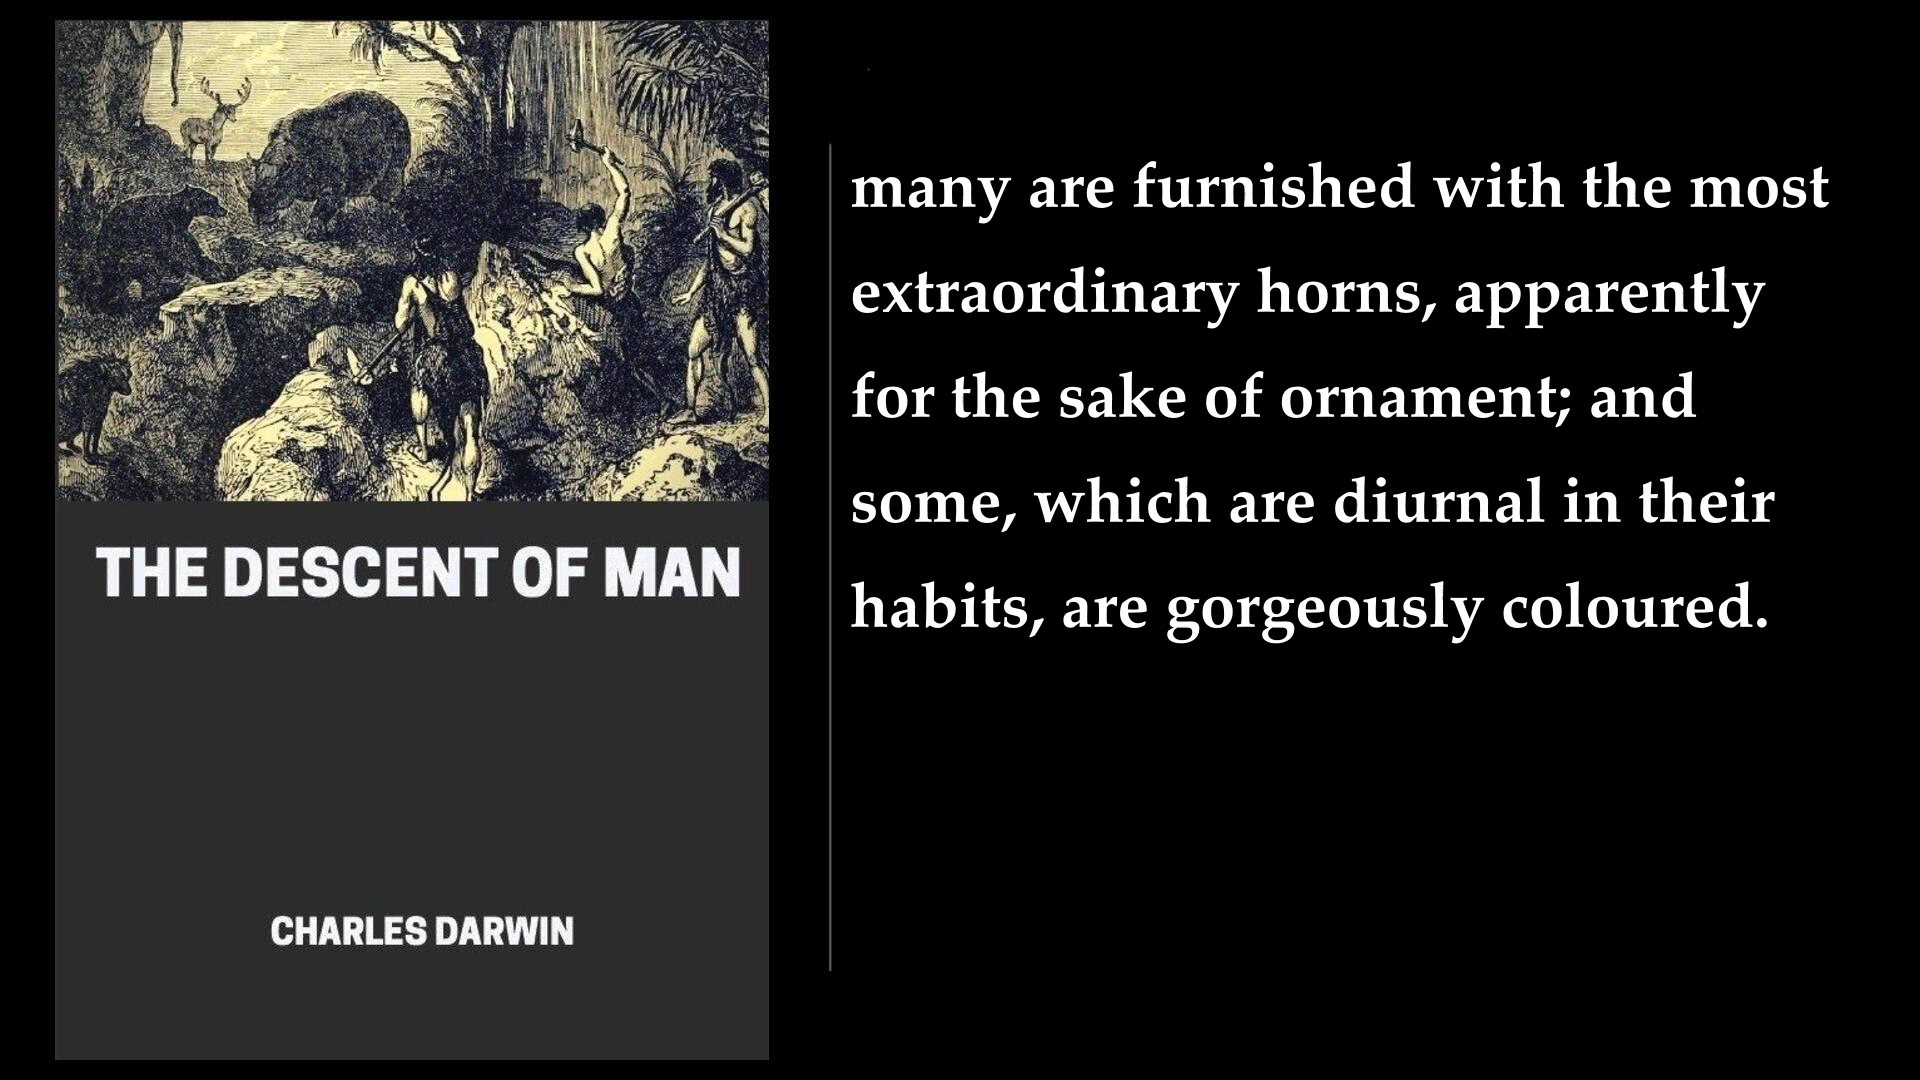 THE DESCENT OF MAN
CHARLES DARWIN
many are furnished with the most
extraordinary horns, apparently
for the sake of ornament; and
some, which are diurnal in their
habits, are gorgeously coloured.